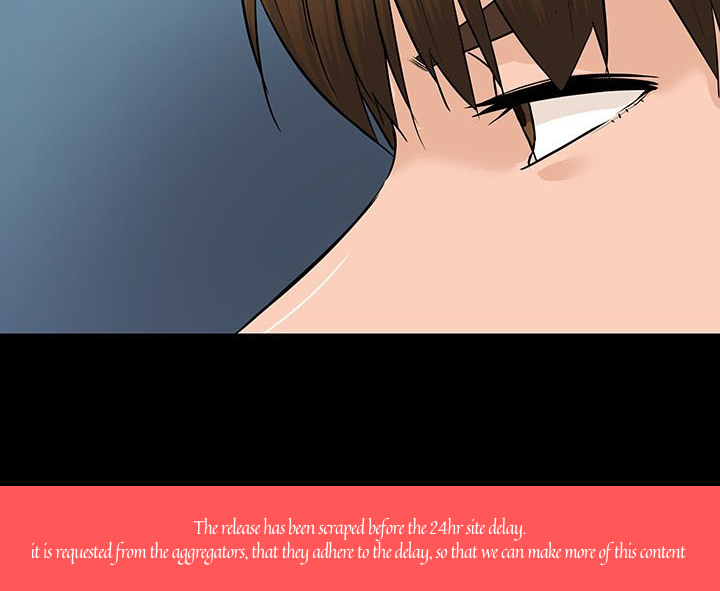 The release has been scraped before the 24hr site delay.
it is requested from the aggregators, that they adhere to the delay, so that we can make more of this content